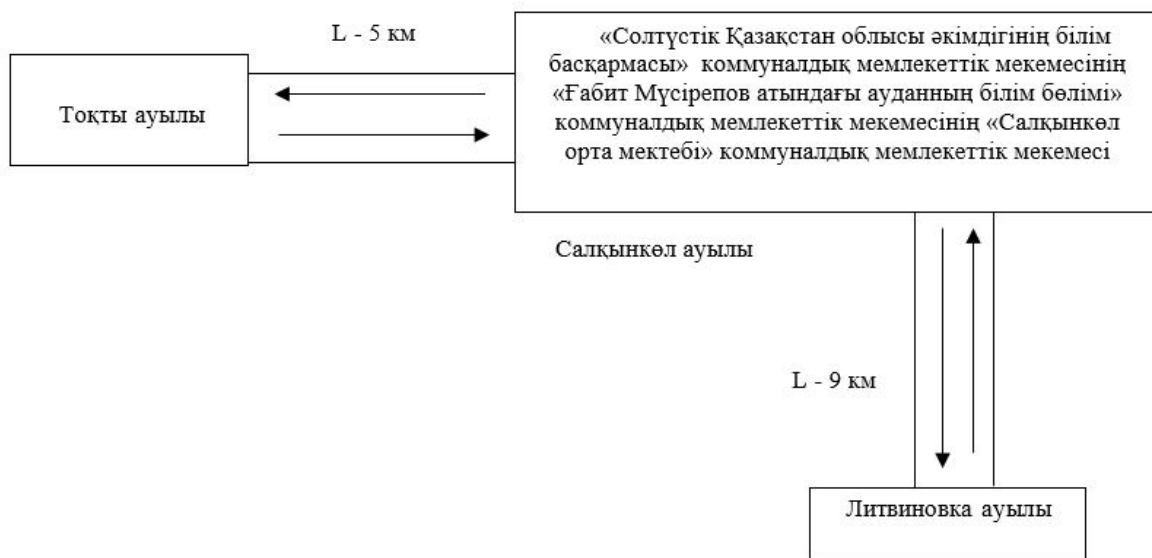 L - 5 км
Тоқты ауылы
«Солтүстік Қазақстан облысы әкімдігінің білім
басқармасы» коммуналдық мемлекеттік мекемесінің
«Ғабит Мүсірепов атындағы ауданның білім бөлімі»
коммуналдық мемлекеттік мекемесінің «Салқынкөл
орта мектебі» коммуналдық мемлекеттік мекемесі
Салқынкөл ауылы
L - 9 км
Литвиновка ауылы